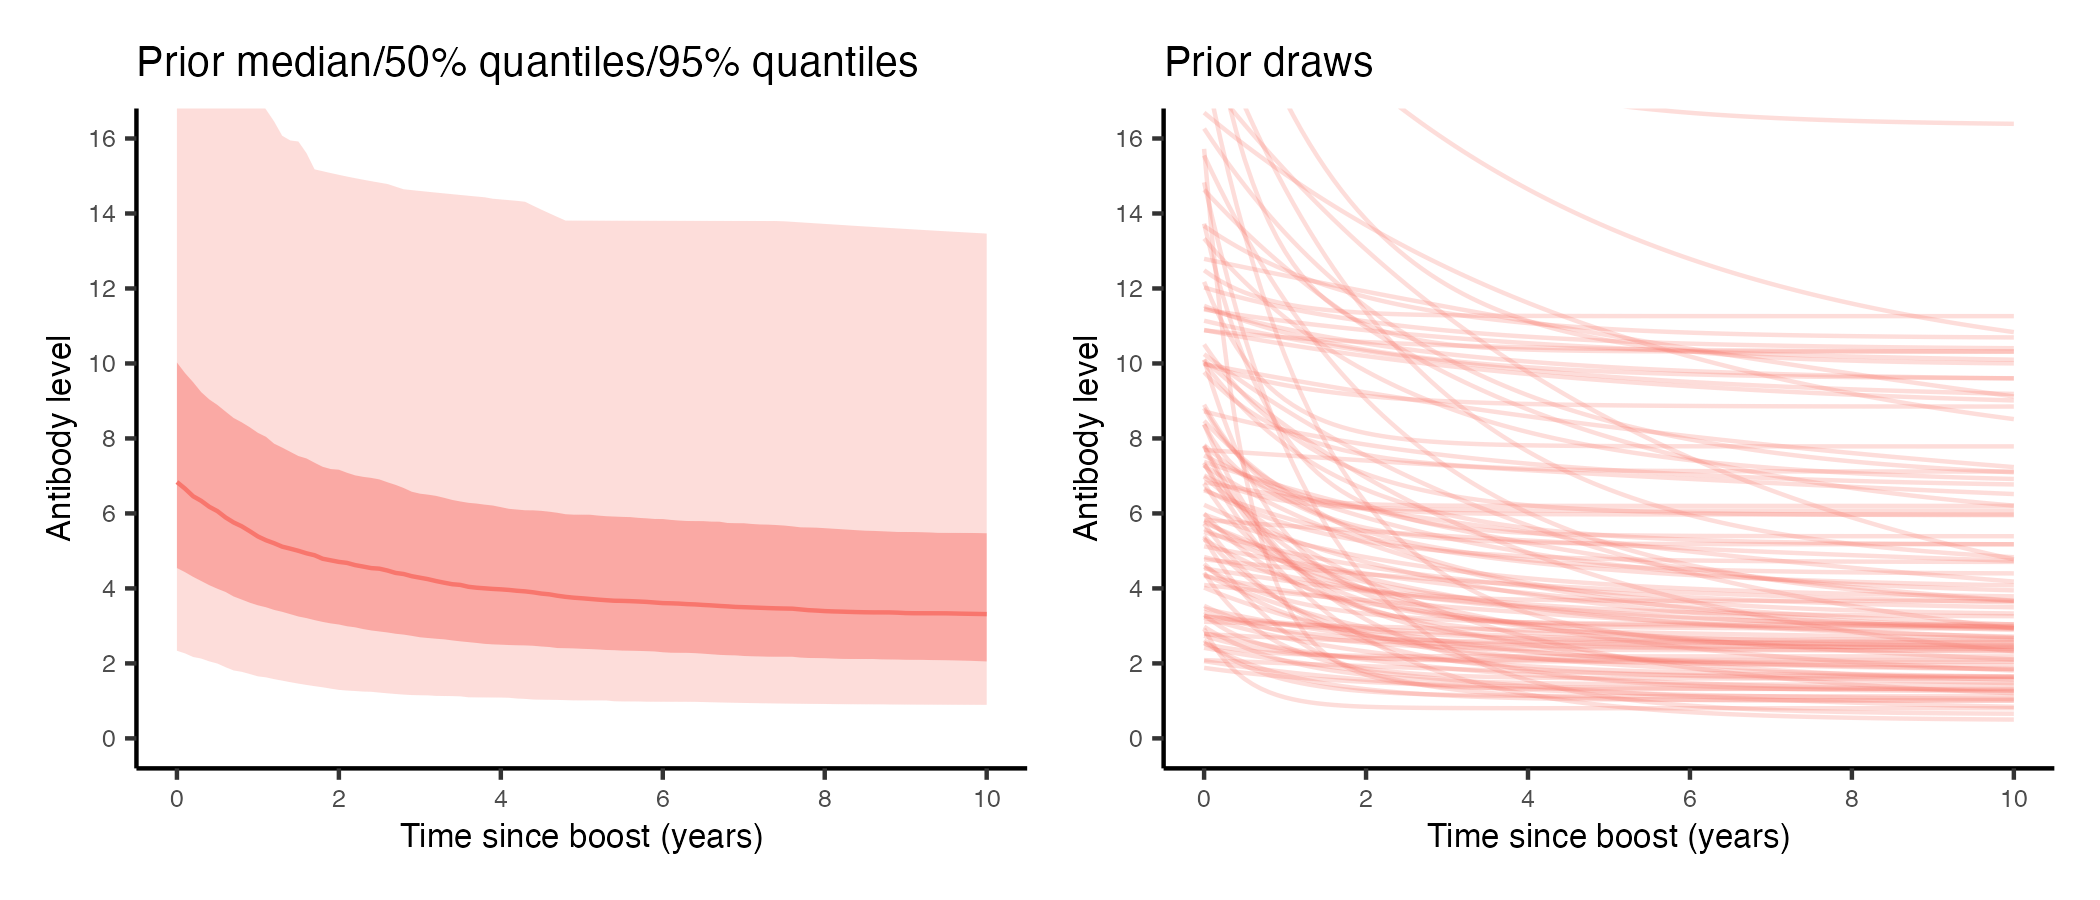 Prior median/50% quantiles/95% quantiles
Antibody level
16
14
12
10
8
6
4
2
0
0 2 4 6 8 10
Time since boost (years)
Prior draws
Antibody level
16
14
12
10
8
6
4
2
0
0 2 4 6 8 10
Time since boost (years)